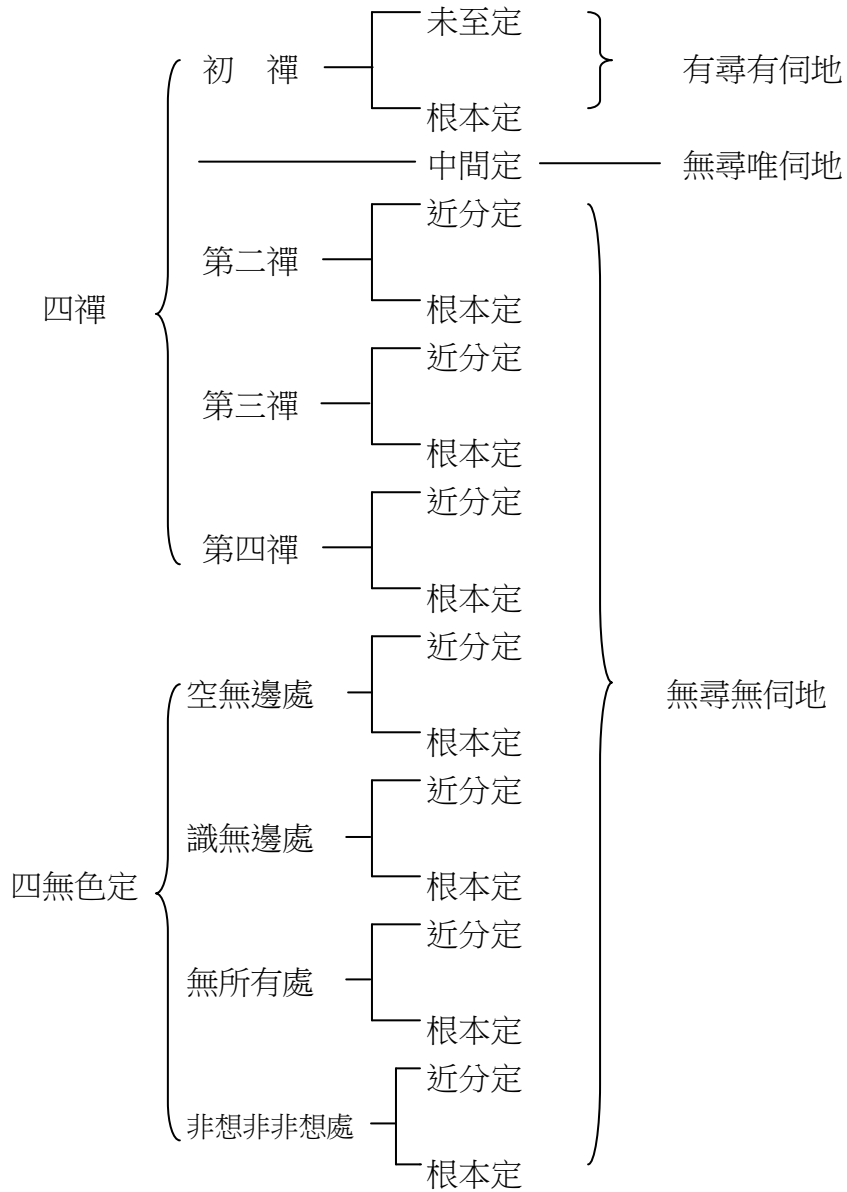 未至定
初　禪
有尋有伺地
根本定
中間定
無尋唯伺地
近分定
第二禪
四禪
根本定
近分定
第三禪
根本定
近分定
第四禪
根本定
近分定
空無邊處
無尋無伺地
根本定
近分定
識無邊處
四無色定
根本定
近分定
無所有處
根本定
近分定
非想非非想處
根本定